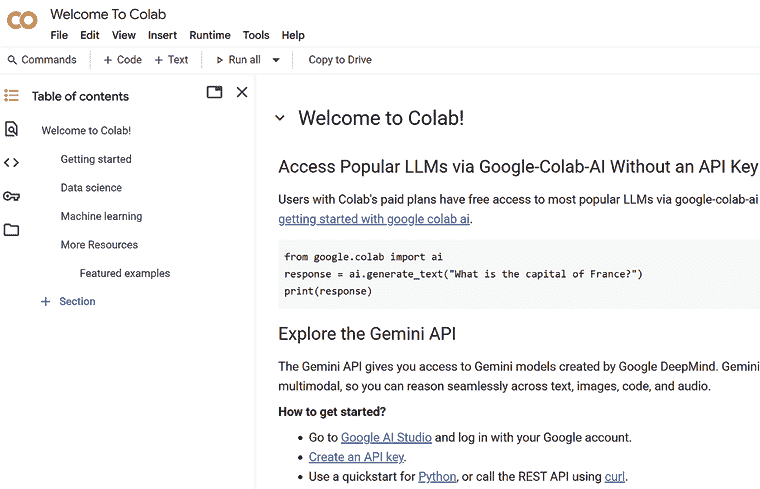 Welcome To Colab
File Edit View Insert Runtime Tools Help
Commands + Code + Text Run all Copy to Drive
Table of contents
Welcome to Colab!
Getting started
Data science
Machine learning
More Resources
Featured examples
+ Section
Welcome to Colab!
Access Popular LLMs via Google-Colab-AI Without an API Key
Users with Colab's paid plans have free access to most popular LLMs via google-colab-ai
getting started with google colab ai.
from google.colab import ai
response = ai.generate_text("What is the capital of France?")
print(response)
Explore the Gemini API
The Gemini API gives you access to Gemini models created by Google DeepMind. Gemini
multimodal, so you can reason seamlessly across text, images, code, and audio.
How to get started?
• Go to Google AI Studio and log in with your Google account.
• Create an API key.
• Use a quickstart for Python, or call the REST API using curl.